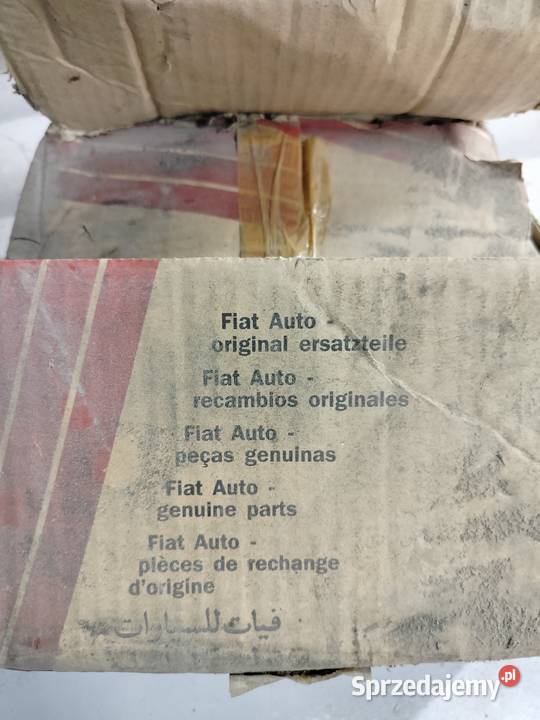 Fiat Auto -
original ersatzteile
Fiat Auto -
recambios originales
Fiat Auto -
peças genuinas
Fiat Auto -
genuine parts
Fiat Auto -
pièces de rechange
d'origine
فيات للسيارات
Sprzedajemy.pl